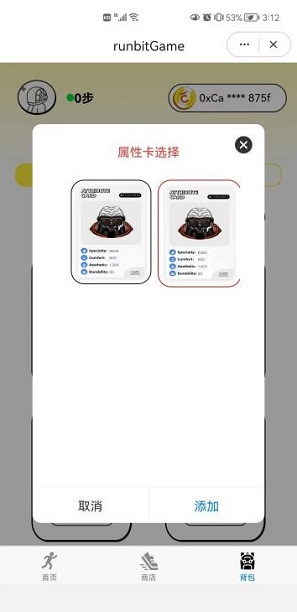 53% 3:12
runbitGame
0步
0xCa **** 875f
属性卡选择
ATTRIBUTE
CARD
ATTRIBUTE
CARD
Specialty:
Comfort:
Aesthetic:
Durability:
Specialty:
Comfort:
Aesthetic:
Durability:
取消
添加
首页
商店
背包